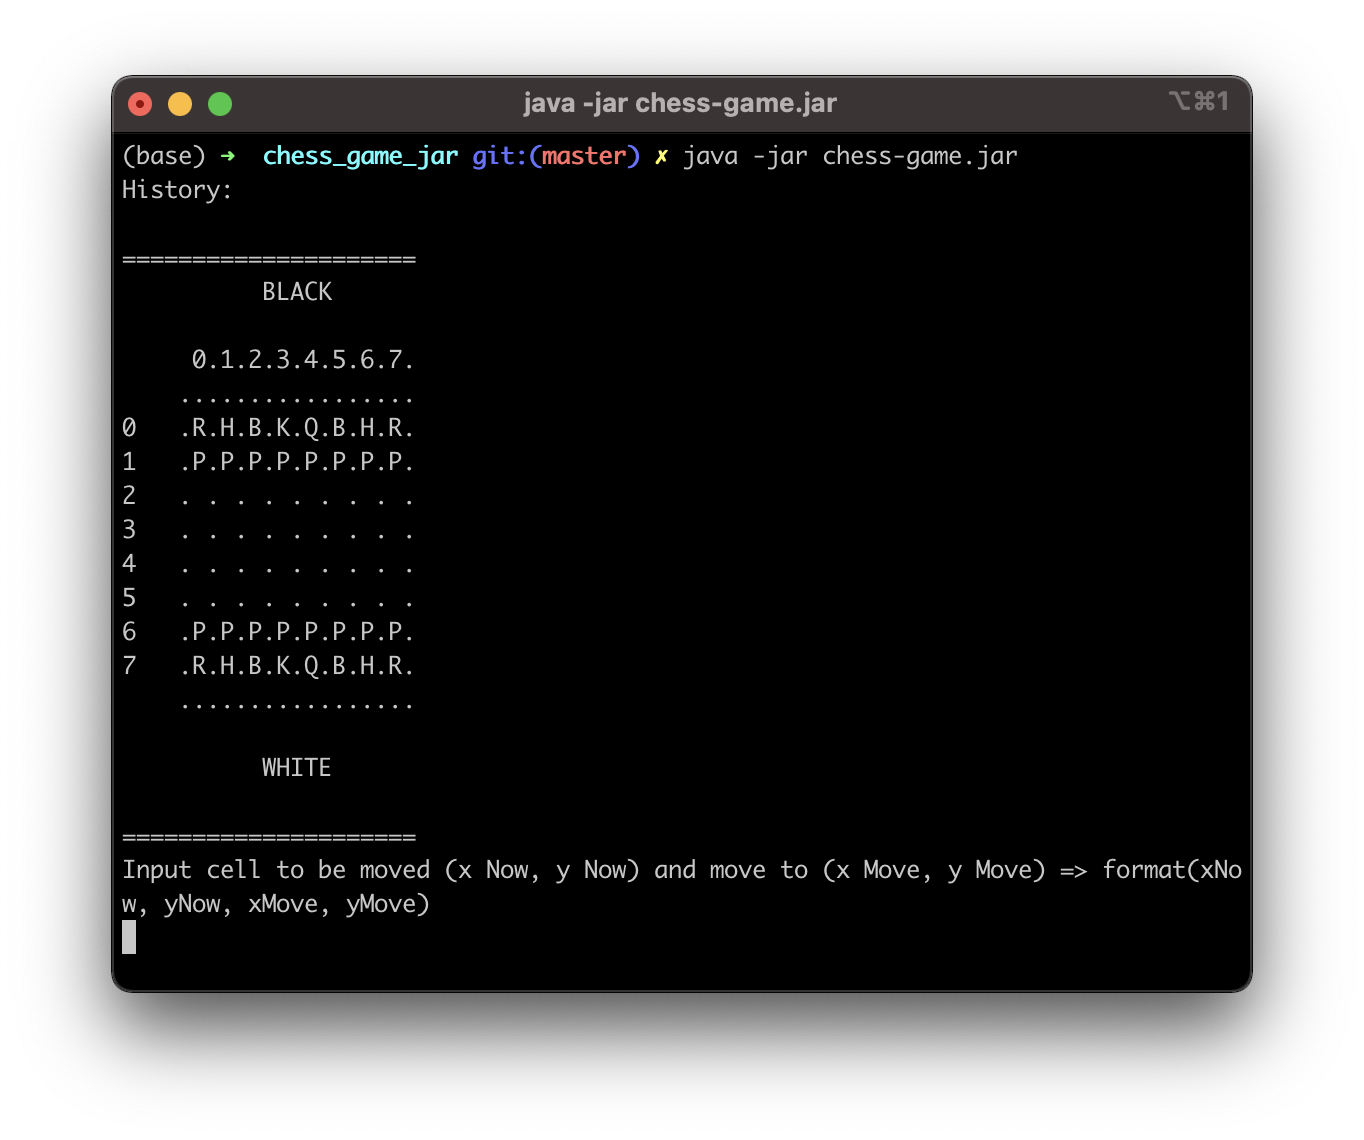 java -jar chess-game.jar
⌥⌘1
(base) ➜  chess_game_jar git:(master) ✗ java -jar chess-game.jar
History:
=====================
          BLACK
     0.1.2.3.4.5.6.7.
    .................
0   .R.H.B.K.Q.B.H.R.
1   .P.P.P.P.P.P.P.P.
2   . . . . . . . . .
3   . . . . . . . . .
4   . . . . . . . . .
5   . . . . . . . . .
6   .P.P.P.P.P.P.P.P.
7   .R.H.B.K.Q.B.H.R.
    .................
          WHITE
=====================
Input cell to be moved (x Now, y Now) and move to (x Move, y Move) => format(xNo
w, yNow, xMove, yMove)